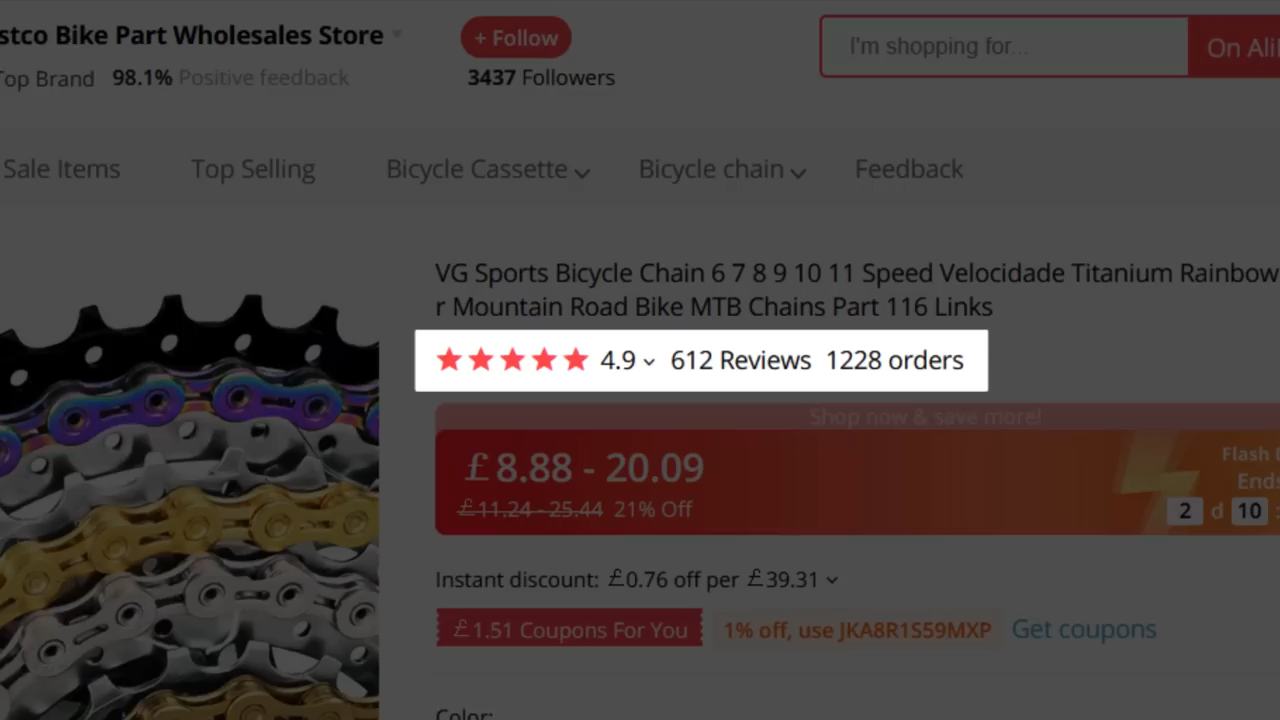 stco Bike Part Wholesales Store
+ Follow
I'm shopping for...
On Ali
Top Brand 98.1% Positive feedback
3437 Followers
Sale Items Top Selling Bicycle Cassette Bicycle chain Feedback
VG Sports Bicycle Chain 6 7 8 9 10 11 Speed Velocidade Titanium Rainbow
r Mountain Road Bike MTB Chains Part 116 Links
4.9 612 Reviews 1228 orders
Shop now & save more!
£8.88 - 20.09
£11.24 - 25.44 21% Off
Flash
Ends
2 d 10 :
Instant discount: £0.76 off per £39.31
£1.51 Coupons For You 1% off, use JKA8R1S59MXP Get coupons
Color: